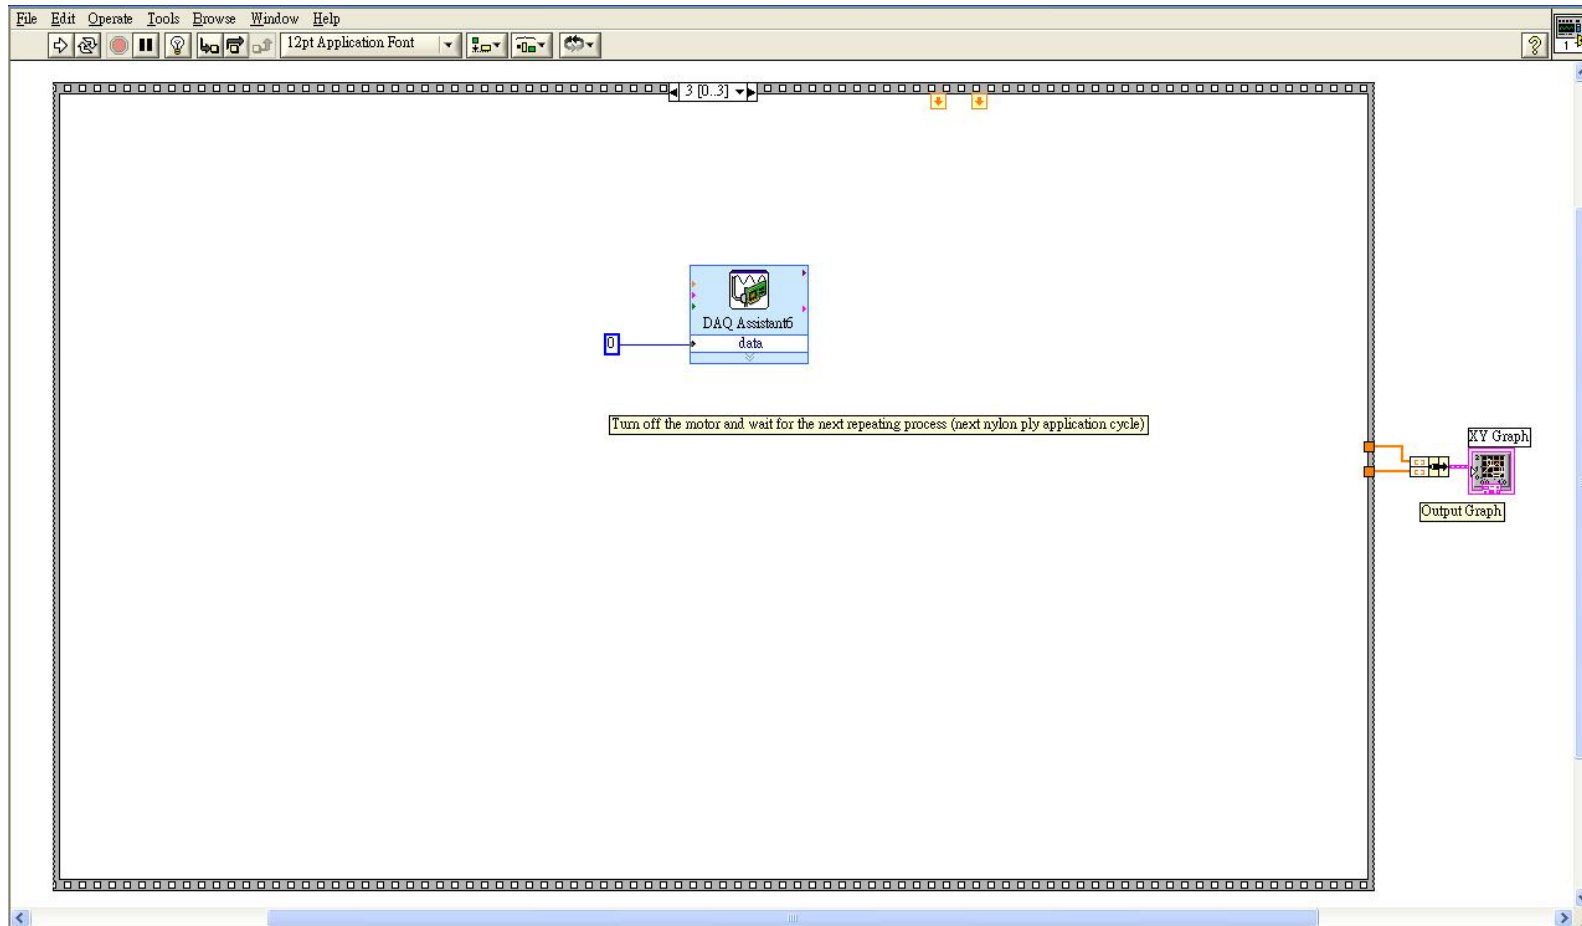 File Edit Operate Tools Browse Window Help
12pt Application Font
?
1
3 [0..3]
DAQ Assistant6
0
data
Turn off the motor and wait for the next repeating process (next nylon ply application cycle)
XY Graph
Output Graph